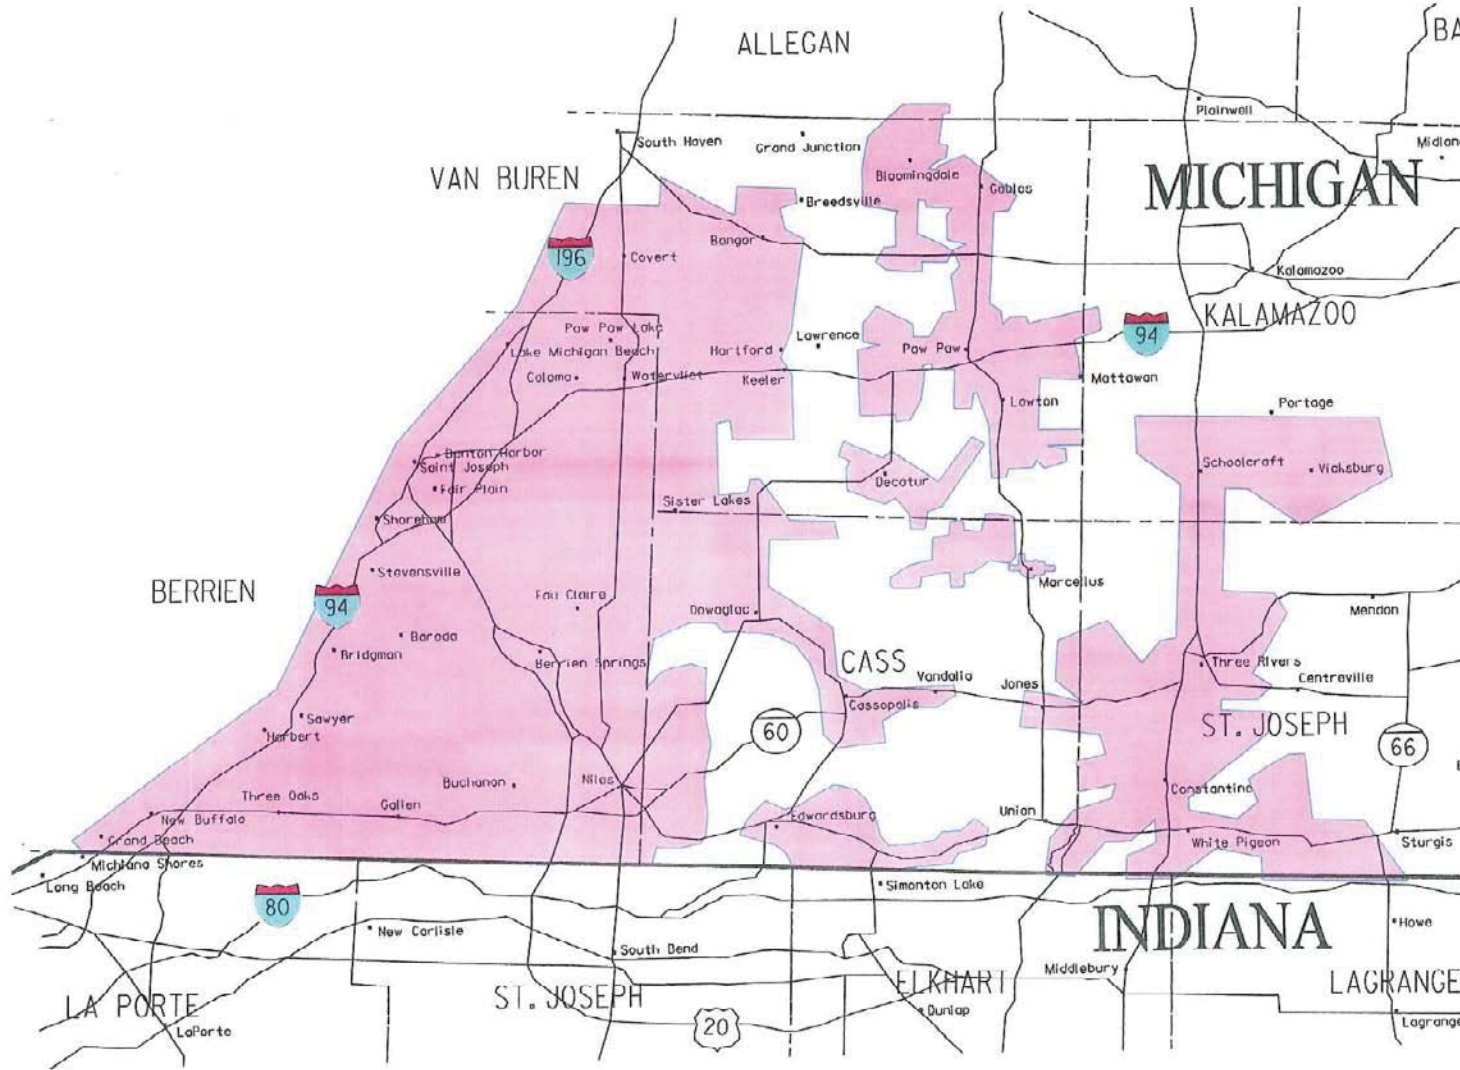 ALLEGAN
BA
Plainwell
South Haven
Grand Junction
Midlan
VAN BUREN
Bloomingdale
MICHIGAN
Gobles
Breedsville
Bangor
196
Covert
Kalamazoo
KALAMAZOO
Paw Paw Lake
Lawrence
94
Lake Michigan Beach
Hartford
Paw Paw
Coloma
Watervliet
Keeler
Mattawan
Lawton
Portage
Benton Harbor
Saint Joseph
Schoolcraft
Vicksburg
Fair Plain
Decatur
Sister Lakes
Shoreham
Stevensville
Marcellus
BERRIEN
94
Eau Claire
Dowagiac
Mendon
Baroda
Bridgman
Berrien Springs
CASS
Three Rivers
Vandalia
Jones
Centreville
Cassopolis
Sawyer
Harbert
60
ST. JOSEPH
66
Buchanan
Niles
Three Oaks
Galien
Constantine
New Buffalo
Edwardsburg
Union
Grand Beach
White Pigeon
Sturgis
Michiana Shores
Long Beach
Simonton Lake
80
New Carlisle
INDIANA
Howe
South Bend
Middlebury
LA PORTE
ST. JOSEPH
ELKHART
LAGRANGE
LaPorte
20
Dunlap
Lagrange